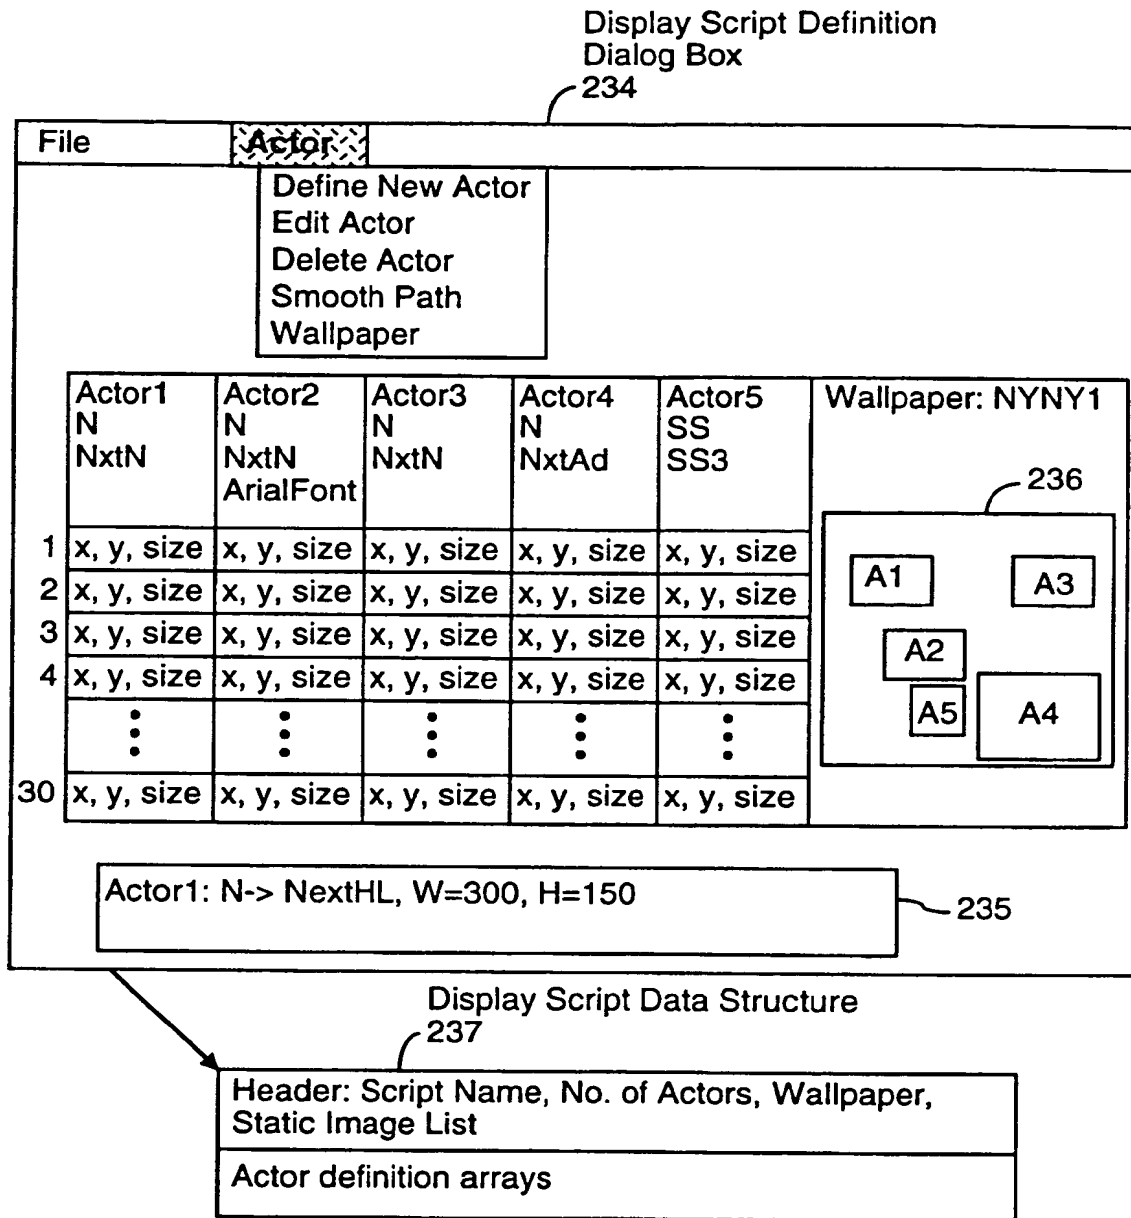 Display Script Definition
Dialog Box
234
File Actor
Define New Actor
Edit Actor
Delete Actor
Smooth Path
Wallpaper
Actor1 Actor2 Actor3 Actor4 Actor5 Wallpaper: NYNY1
N N N N SS
NxtN NxtN NxtN NxtAd SS3
ArialFont
236
1 x, y, size x, y, size x, y, size x, y, size x, y, size
2 x, y, size x, y, size x, y, size x, y, size x, y, size
3 x, y, size x, y, size x, y, size x, y, size x, y, size
4 x, y, size x, y, size x, y, size x, y, size x, y, size
30 x, y, size x, y, size x, y, size x, y, size x, y, size
A1 A3
A2
A5 A4
Actor1: N-> NextHL, W=300, H=150
235
Display Script Data Structure
237
Header: Script Name, No. of Actors, Wallpaper,
Static Image List
Actor definition arrays